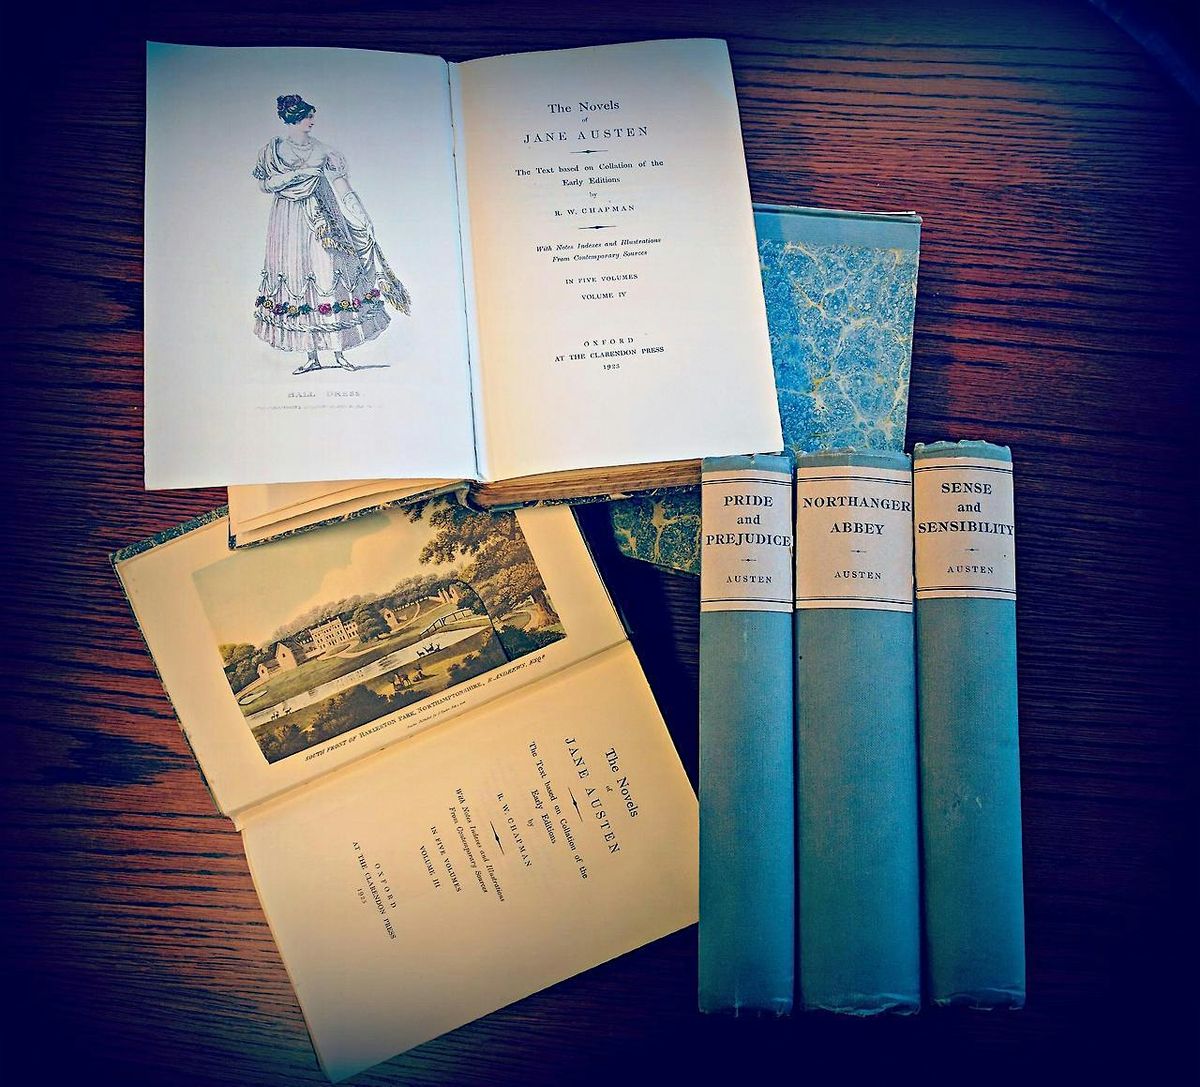 The Novels
of
JANE AUSTEN
The Text based on Collation of the
Early Editions
by
R. W. CHAPMAN
With Notes Indexes and Illustrations
From Contemporary Sources
IN FIVE VOLUMES
VOLUME IV
OXFORD
AT THE CLARENDON PRESS
1923
BALL DRESS
PRIDE
and
PREJUDICE
AUSTEN
NORTHANGER
ABBEY
AUSTEN
SENSE
and
SENSIBILITY
AUSTEN
SOUTH FRONT OF HARLESTON PARK, NORTHAMPTONSHIRE, R. ANDREWS, ESQR
The Novels
of
JANE AUSTEN
The Text based on Collation of the
Early Editions
by
R. W. CHAPMAN
With Notes Indexes and Illustrations
From Contemporary Sources
IN FIVE VOLUMES
VOLUME III
OXFORD
AT THE CLARENDON PRESS
1923